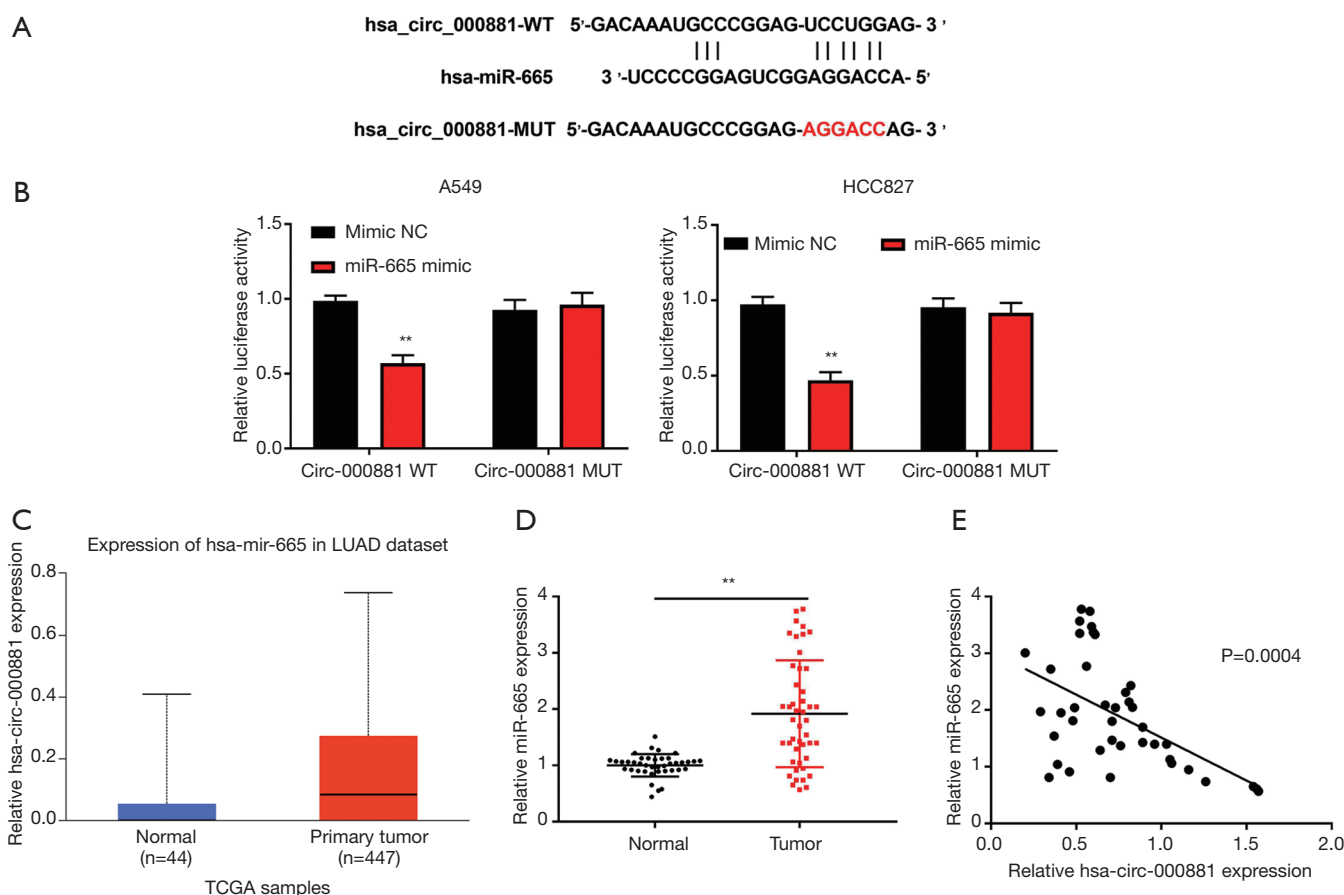 A
hsa_circ_000881-WT 5'-GACAAAUGCCCGGAG-UCCUGGAG- 3 '
hsa-miR-665 3 '-UCCCCGGAGUCGGAGGACCA- 5'
hsa_circ_000881-MUT 5'-GACAAAUGCCCGGAG-AGGACCAG- 3 '
B
A549
Relative luciferase activity
1.5
1.0
0.5
0.0
Mimic NC
miR-665 mimic
**
Circ-000881 WT
Circ-000881 MUT
HCC827
Relative luciferase activity
1.5
1.0
0.5
0.0
Mimic NC
miR-665 mimic
**
Circ-000881 WT
Circ-000881 MUT
C
Expression of hsa-mir-665 in LUAD dataset
Relative hsa-circ-000881 expression
0.8
0.6
0.4
0.2
0.0
Normal
(n=44)
Primary tumor
(n=447)
TCGA samples
D
Relative miR-665 expression
4
3
2
1
0
**
Normal
Tumor
E
Relative miR-665 expression
4
3
2
1
0
P=0.0004
0.0
0.5
1.0
1.5
2.0
Relative hsa-circ-000881 expression